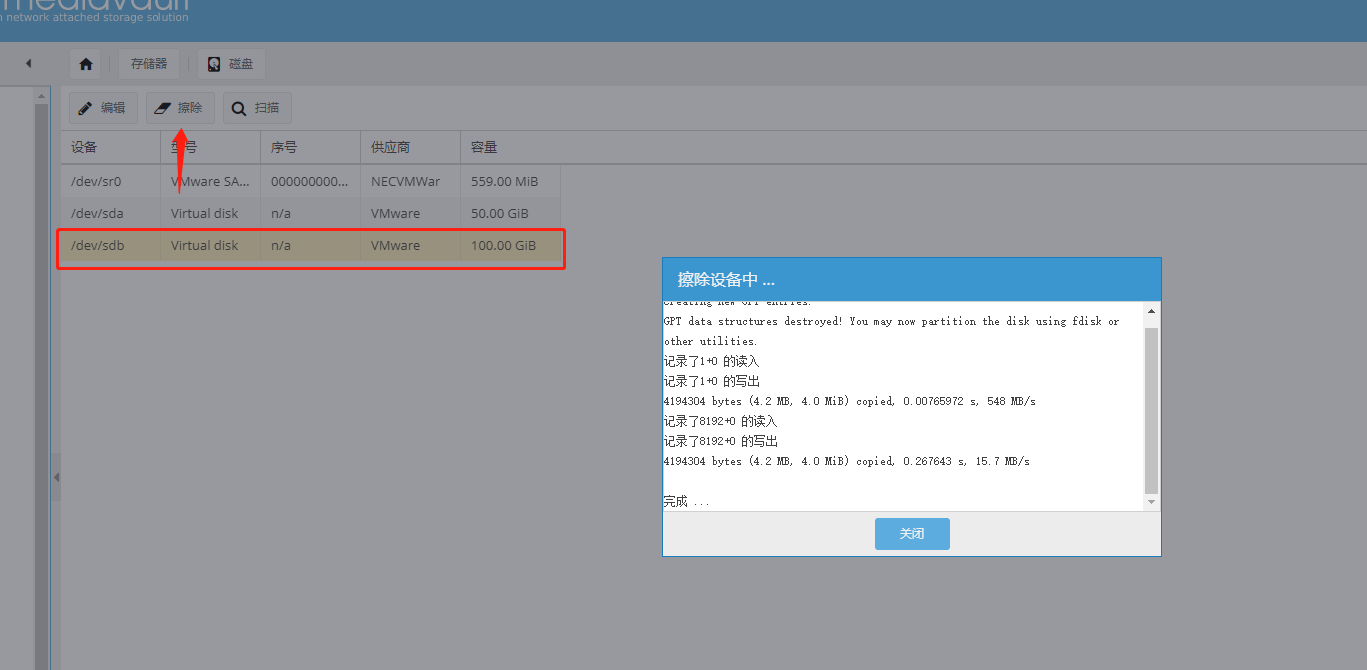 network attached storage solution
存储器
磁盘
编辑
擦除
扫描
设备 型号 序号 供应商 容量
/dev/sr0 VMware SA... 000000000... NECVMWar 559.00 MiB
/dev/sda Virtual disk n/a VMware 50.00 GiB
/dev/sdb Virtual disk n/a VMware 100.00 GiB
擦除设备中 ...
Creating new GPT entries.
GPT data structures destroyed! You may now partition the disk using fdisk or
other utilities.
记录了1+0 的读入
记录了1+0 的写出
4194304 bytes (4.2 MB, 4.0 MiB) copied, 0.00765972 s, 548 MB/s
记录了8192+0 的读入
记录了8192+0 的写出
4194304 bytes (4.2 MB, 4.0 MiB) copied, 0.267643 s, 15.7 MB/s
完成 ...
关闭